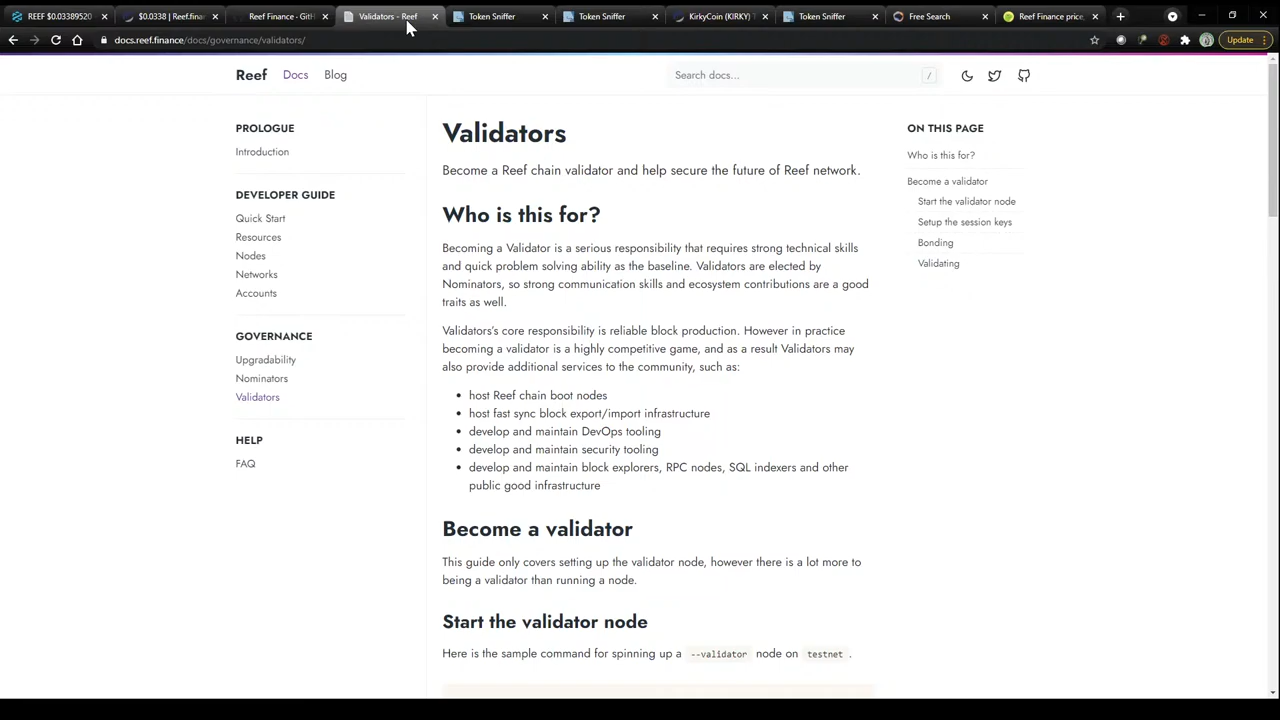 REEF $0.03389520
$0.0338 | Reef.finan
Reef Finance · GitH
Validators - Reef
Token Sniffer
Token Sniffer
KirkyCoin (KIRKY) T
Token Sniffer
Free Search
Reef Finance price,
docs.reef.finance/docs/governance/validators/
Update
Reef
Docs
Blog
Search docs...
/
PROLOGUE
Introduction
DEVELOPER GUIDE
Quick Start
Resources
Nodes
Networks
Accounts
GOVERNANCE
Upgradability
Nominators
Validators
HELP
FAQ
Validators
Become a Reef chain validator and help secure the future of Reef network.
Who is this for?
Becoming a Validator is a serious responsibility that requires strong technical skills
and quick problem solving ability as the baseline. Validators are elected by
Nominators, so strong communication skills and ecosystem contributions are a good
traits as well.
Validators's core responsibility is reliable block production. However in practice
becoming a validator is a highly competitive game, and as a result Validators may
also provide additional services to the community, such as:
• host Reef chain boot nodes
• host fast sync block export/import infrastructure
• develop and maintain DevOps tooling
• develop and maintain security tooling
• develop and maintain block explorers, RPC nodes, SQL indexers and other
public good infrastructure
Become a validator
This guide only covers setting up the validator node, however there is a lot more to
being a validator than running a node.
Start the validator node
Here is the sample command for spinning up a --validator node on testnet .
ON THIS PAGE
Who is this for?
Become a validator
Start the validator node
Setup the session keys
Bonding
Validating